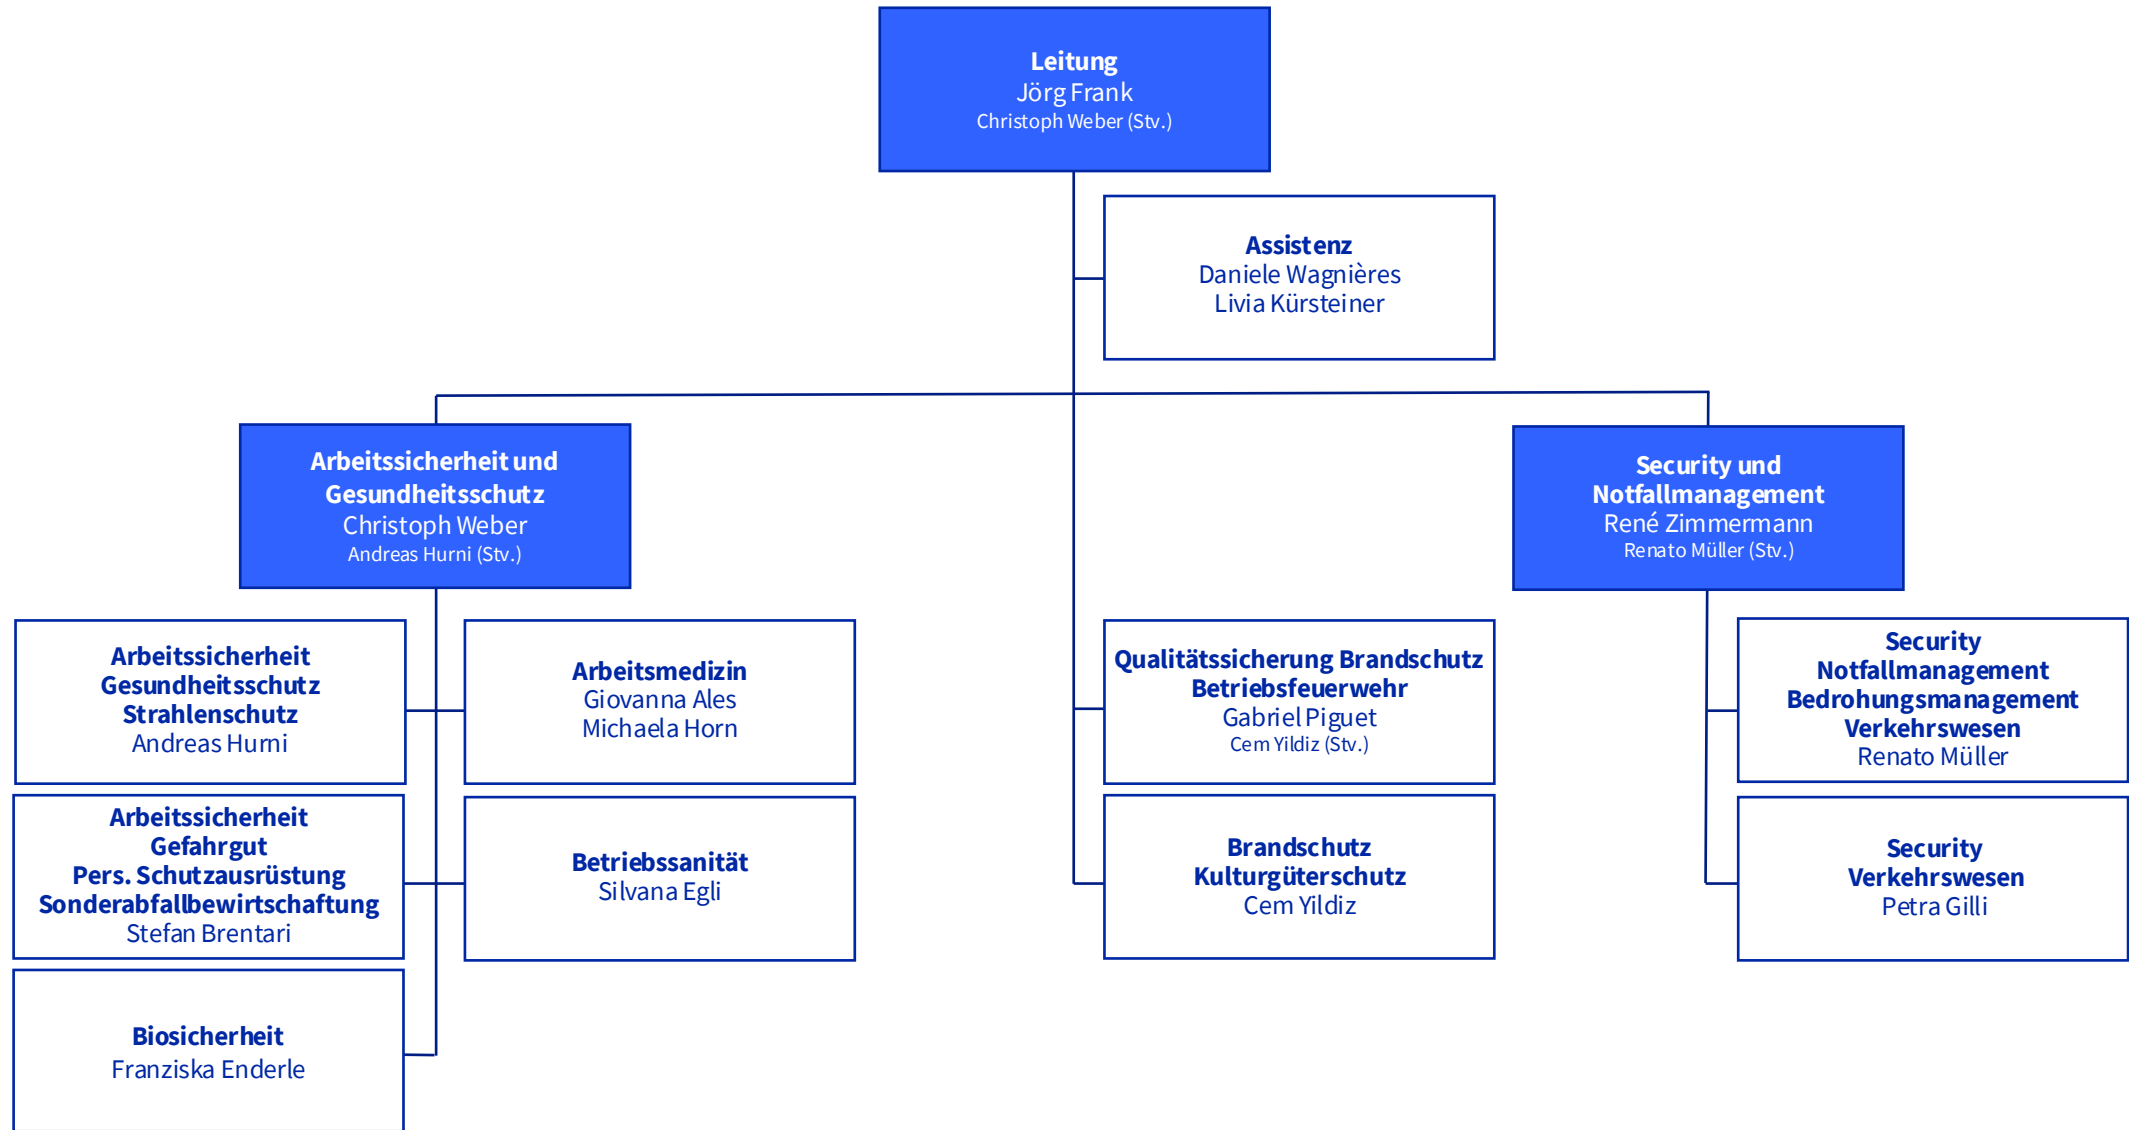 Leitung
Jörg Frank
Christoph Weber (Stv.)
Assistenz
Daniele Wagnières
Livia Kürsteiner
Arbeitssicherheit und
Gesundheitsschutz
Christoph Weber
Andreas Hurni (Stv.)
Security und
Notfallmanagement
René Zimmermann
Renato Müller (Stv.)
Arbeitssicherheit
Gesundheitsschutz
Strahlenschutz
Andreas Hurni
Arbeitsmedizin
Giovanna Ales
Michaela Horn
Qualitätssicherung Brandschutz
Betriebsfeuerwehr
Gabriel Piguet
Cem Yildiz (Stv.)
Security
Notfallmanagement
Bedrohungsmanagement
Verkehrswesen
Renato Müller
Arbeitssicherheit
Gefahrgut
Pers. Schutzausrüstung
Sonderabfallbewirtschaftung
Stefan Brentari
Betriebssanität
Silvana Egli
Brandschutz
Kulturgüterschutz
Cem Yildiz
Security
Verkehrswesen
Petra Gilli
Biosicherheit
Franziska Enderle